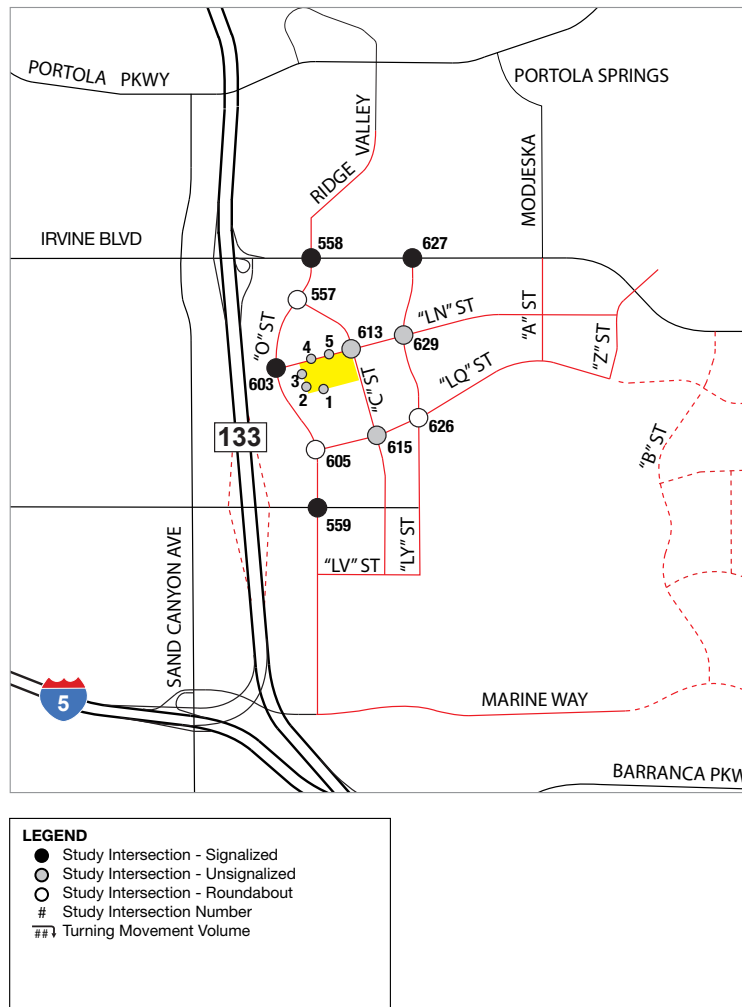 PORTOLA PKWY
PORTOLA SPRINGS
RIDGE
VALLEY
MODJESKA
IRVINE BLVD
558
627
557
"O" ST
4
5
613
"LN" ST
629
"A" ST
"Z" ST
603
3
2
1
"C" ST
"LQ" ST
626
133
605
615
"B" ST
559
SAND CANYON AVE
"LV" ST
"LY" ST
5
MARINE WAY
BARRANCA PKW
LEGEND
Study Intersection - Signalized
Study Intersection - Unsignalized
Study Intersection - Roundabout
# Study Intersection Number
## Turning Movement Volume